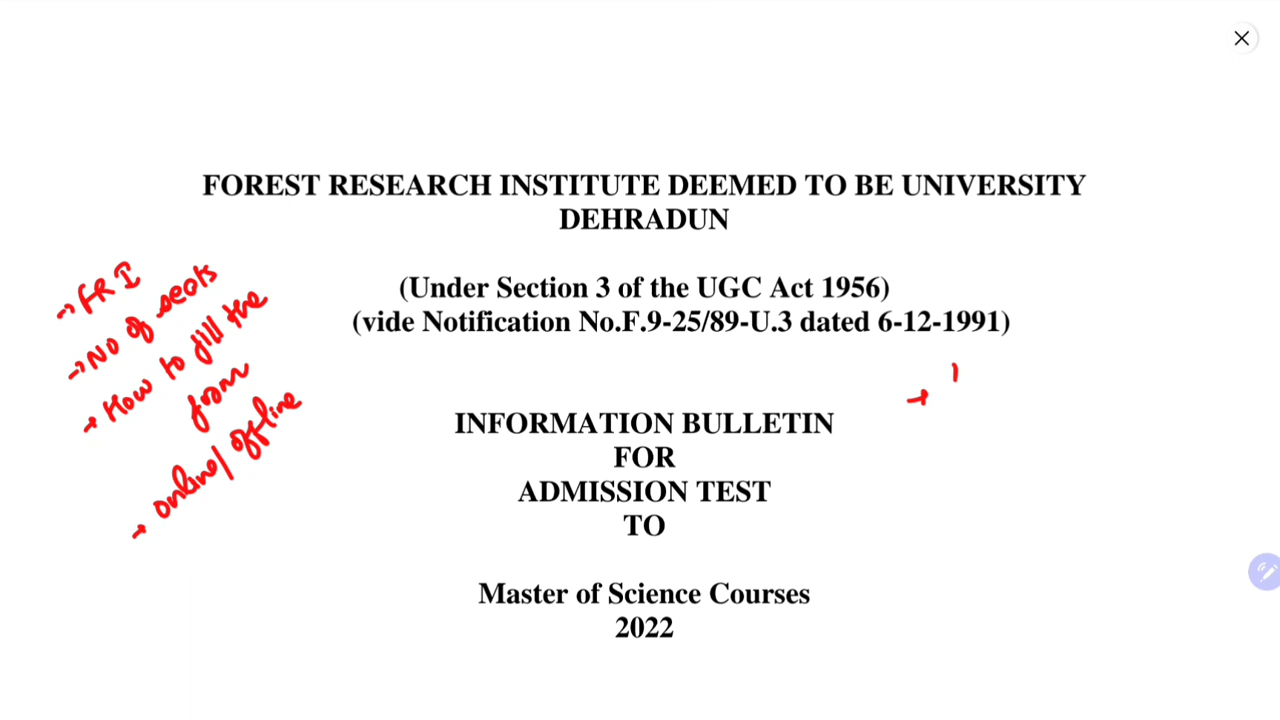 FOREST RESEARCH INSTITUTE DEEMED TO BE UNIVERSITY
DEHRADUN
(Under Section 3 of the UGC Act 1956)
(vide Notification No.F.9-25/89-U.3 dated 6-12-1991)
INFORMATION BULLETIN
FOR
ADMISSION TEST
TO
Master of Science Courses
2022
→ FRI
→ No of seats
→ How to fill the
form
→ online/ offline